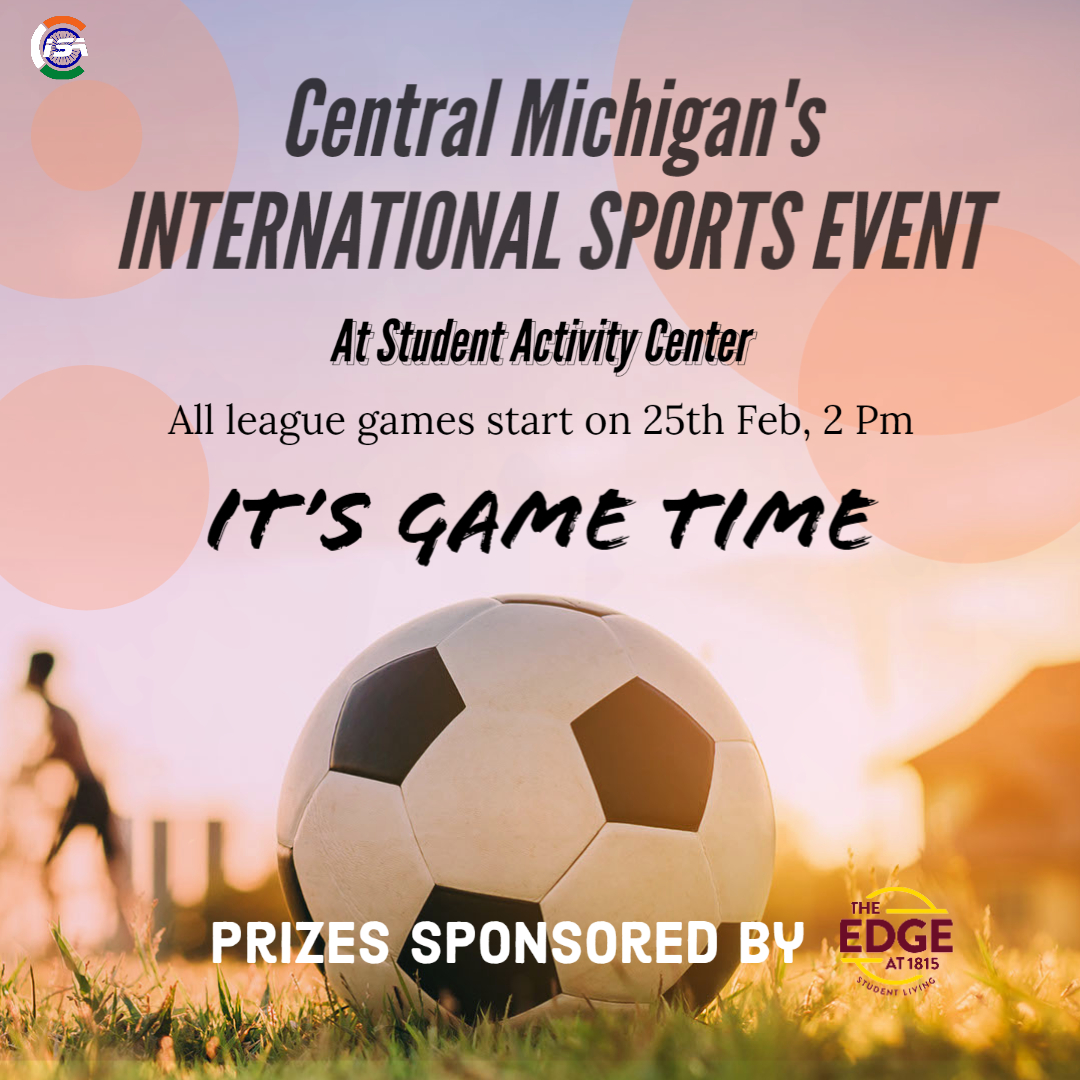 Central Michigan's
INTERNATIONAL SPORTS EVENT
At Student Activity Center
All league games start on 25th Feb, 2 Pm
IT'S GAME TIME
PRIZES SPONSORED BY
THE
EDGE
AT 1815
STUDENT LIVING